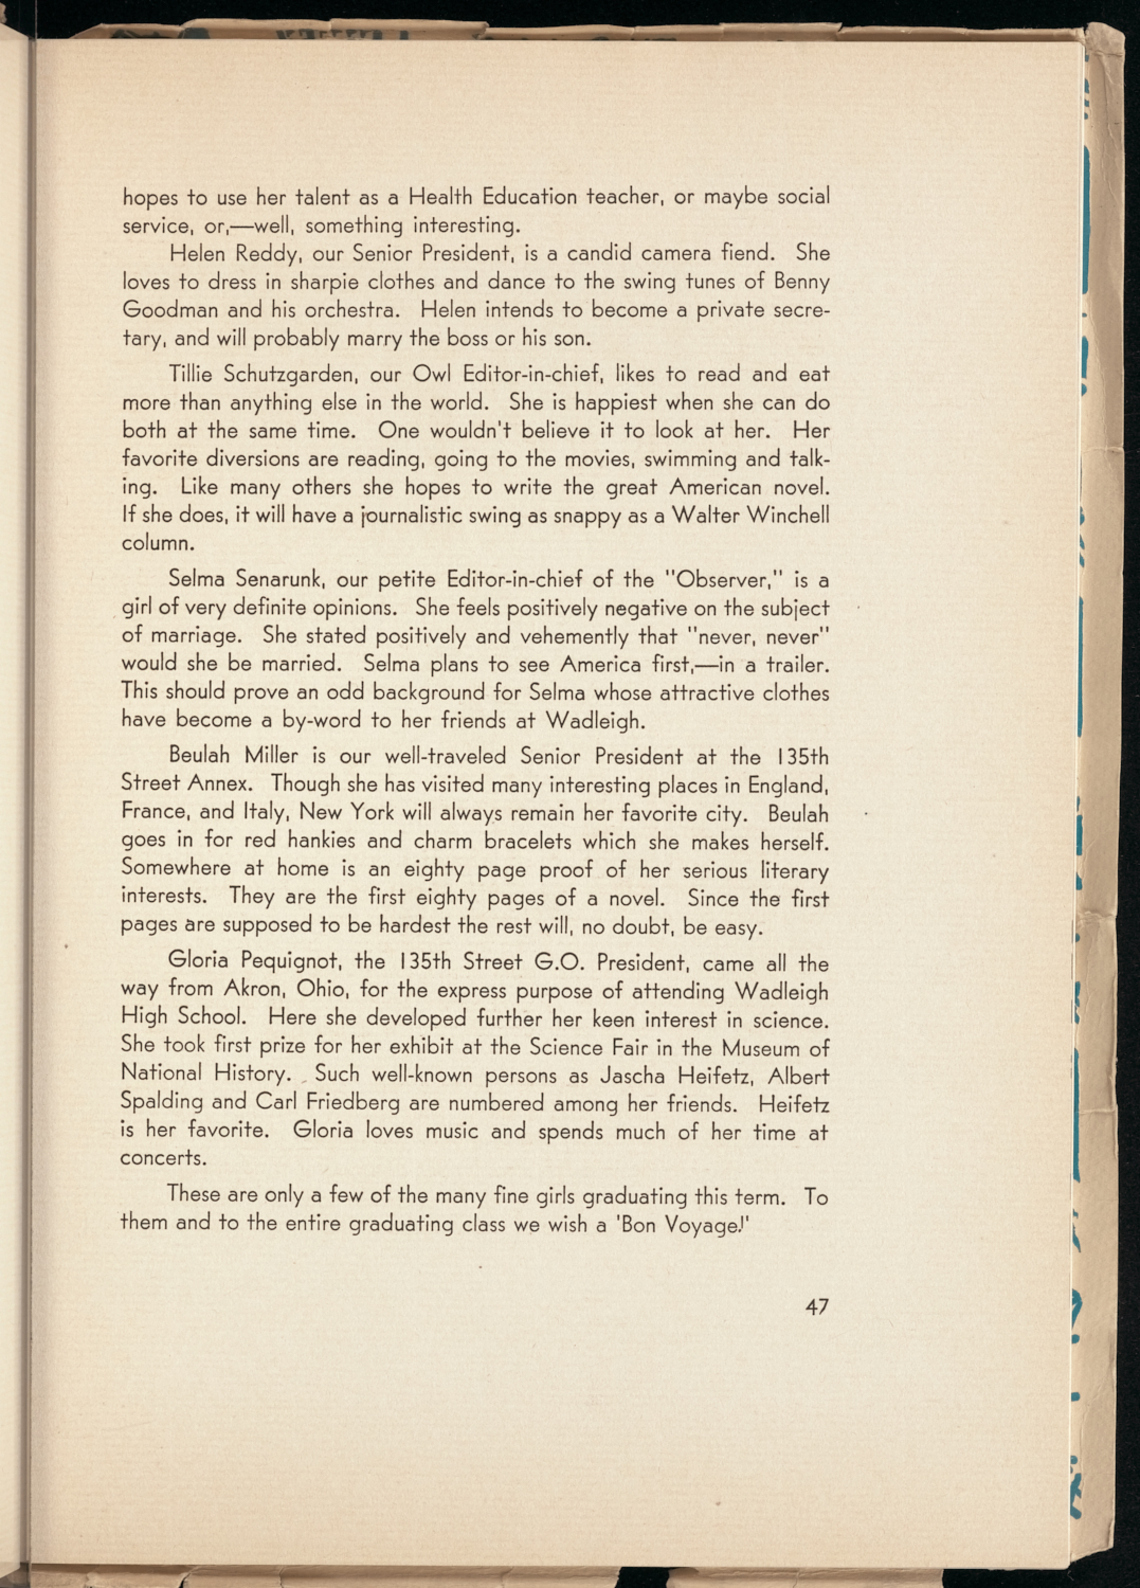 hopes to use her talent as a Health Education teacher, or maybe social
service, or,—well, something interesting.
Helen Reddy, our Senior President, is a candid camera fiend. She
loves to dress in sharpie clothes and dance to the swing tunes of Benny
Goodman and his orchestra. Helen intends to become a private secre-
tary, and will probably marry the boss or his son.
Tillie Schutzgarden, our Owl Editor-in-chief, likes to read and eat
more than anything else in the world. She is happiest when she can do
both at the same time. One wouldn't believe it to look at her. Her
favorite diversions are reading, going to the movies, swimming and talk-
ing. Like many others she hopes to write the great American novel.
If she does, it will have a journalistic swing as snappy as a Walter Winchell
column.
Selma Senarunk, our petite Editor-in-chief of the "Observer," is a
girl of very definite opinions. She feels positively negative on the subject
of marriage. She stated positively and vehemently that "never, never"
would she be married. Selma plans to see America first,—in a trailer.
This should prove an odd background for Selma whose attractive clothes
have become a by-word to her friends at Wadleigh.
Beulah Miller is our well-traveled Senior President at the 135th
Street Annex. Though she has visited many interesting places in England,
France, and Italy, New York will always remain her favorite city. Beulah
goes in for red hankies and charm bracelets which she makes herself.
Somewhere at home is an eighty page proof of her serious literary
interests. They are the first eighty pages of a novel. Since the first
pages are supposed to be hardest the rest will, no doubt, be easy.
Gloria Pequignot, the 135th Street G.O. President, came all the
way from Akron, Ohio, for the express purpose of attending Wadleigh
High School. Here she developed further her keen interest in science.
She took first prize for her exhibit at the Science Fair in the Museum of
National History. Such well-known persons as Jascha Heifetz, Albert
Spalding and Carl Friedberg are numbered among her friends. Heifetz
is her favorite. Gloria loves music and spends much of her time at
concerts.
These are only a few of the many fine girls graduating this term. To
them and to the entire graduating class we wish a 'Bon Voyage!'
47